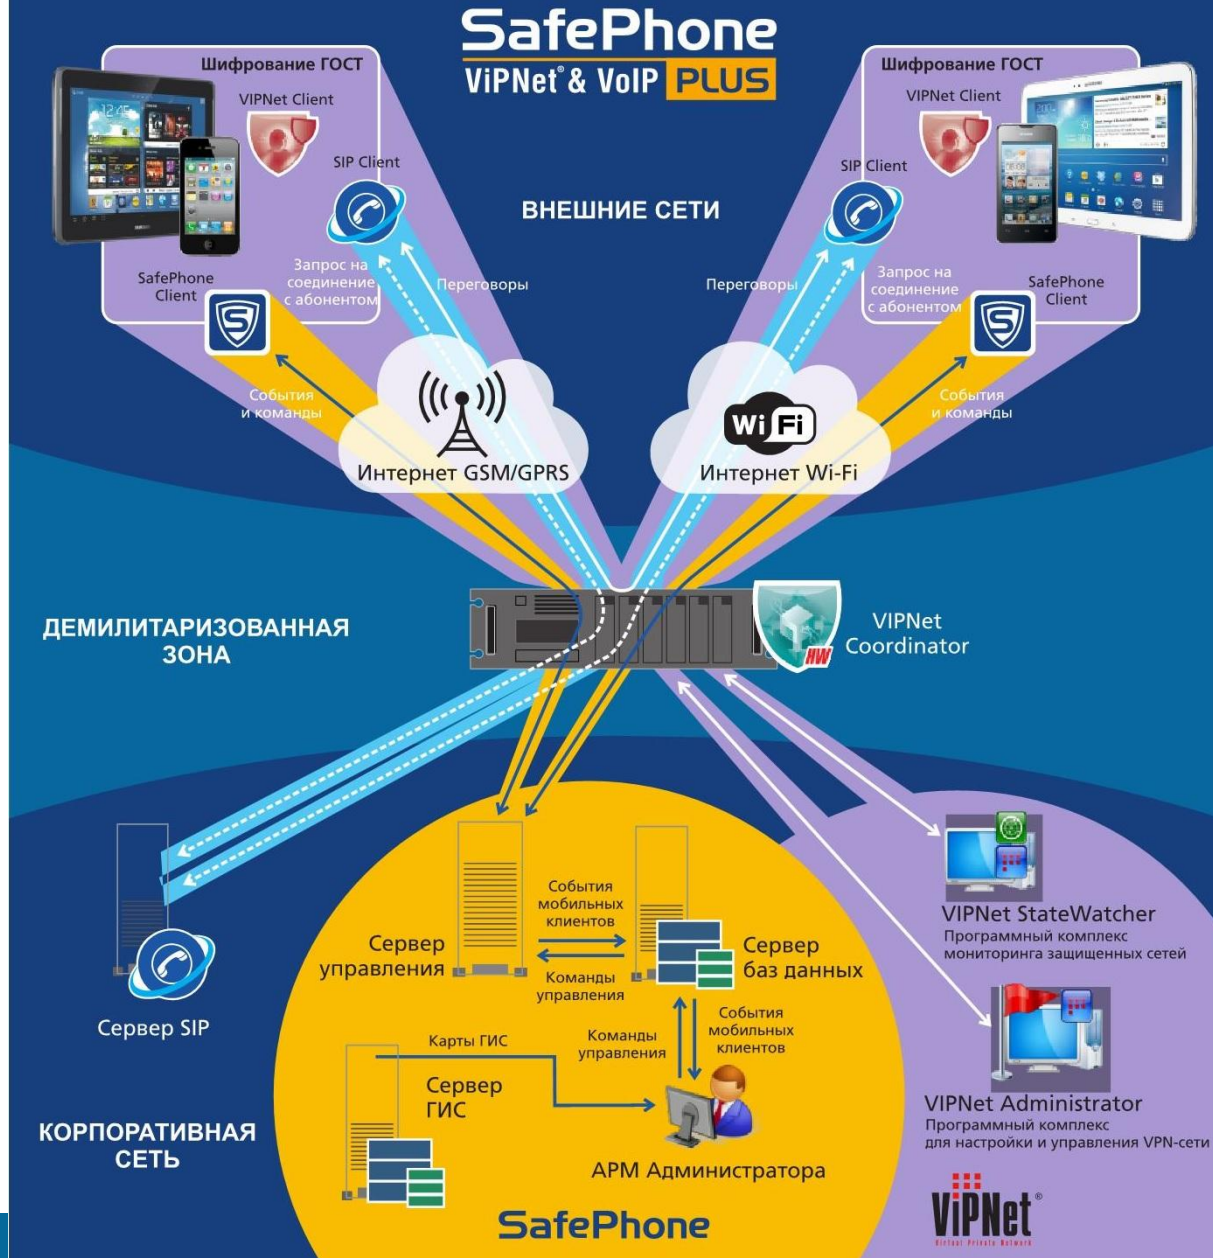 SafePhone
ViPNet® & VoIP PLUS
Шифрование ГОСТ
VIPNet Client
SIP Client
SafePhone
Client
Запрос на
соединение
с абонентом
Переговоры
События
и команды
ВНЕШНИЕ СЕТИ
Шифрование ГОСТ
VIPNet Client
SIP Client
Переговоры
Запрос на
соединение
с абонентом
SafePhone
Client
События
и команды
Интернет GSM/GPRS
Wi Fi
Интернет Wi-Fi
ДЕМИЛИТАРИЗОВАННАЯ
ЗОНА
HW
VIPNet
Coordinator
Сервер SIP
КОРПОРАТИВНАЯ
СЕТЬ
Сервер
управления
События
мобильных
клиентов
Команды
управления
Сервер
баз данных
Карты ГИС
Сервер
ГИС
Команды
управления
События
мобильных
клиентов
АРМ Администратора
SafePhone
VIPNet StateWatcher
Программный комплекс
мониторинга защищенных сетей
VIPNet Administrator
Программный комплекс
для настройки и управления VPN-сети
ViPNet®
Virtual Private Network